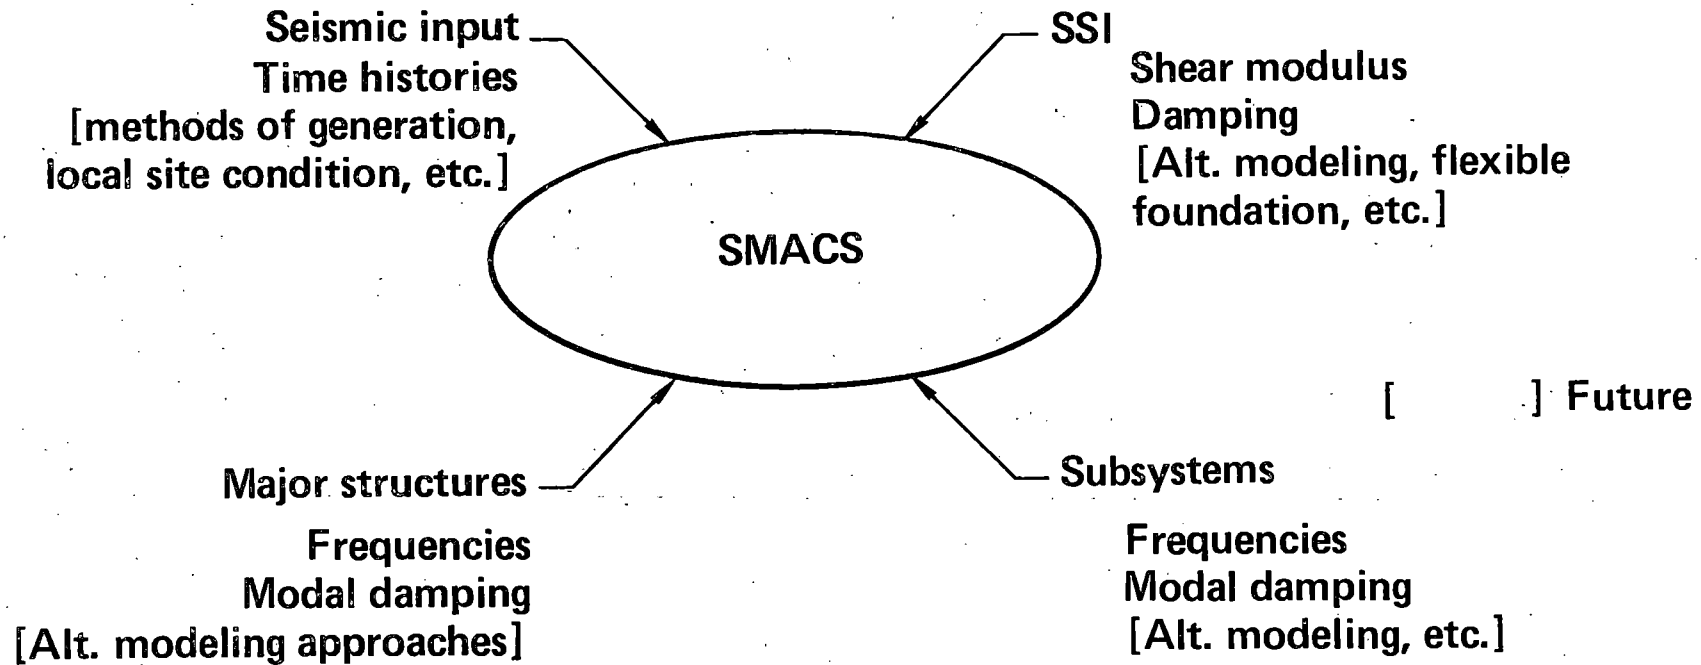 Seismic input
Time histories
[methods of generation,
local site condition, etc.]
SSI
Shear modulus
Damping
[Alt. modeling, flexible
foundation, etc.]
SMACS
[ ] Future
Major structures
Frequencies
Modal damping
[Alt. modeling approaches]
Subsystems
Frequencies
Modal damping
[Alt. modeling, etc.]